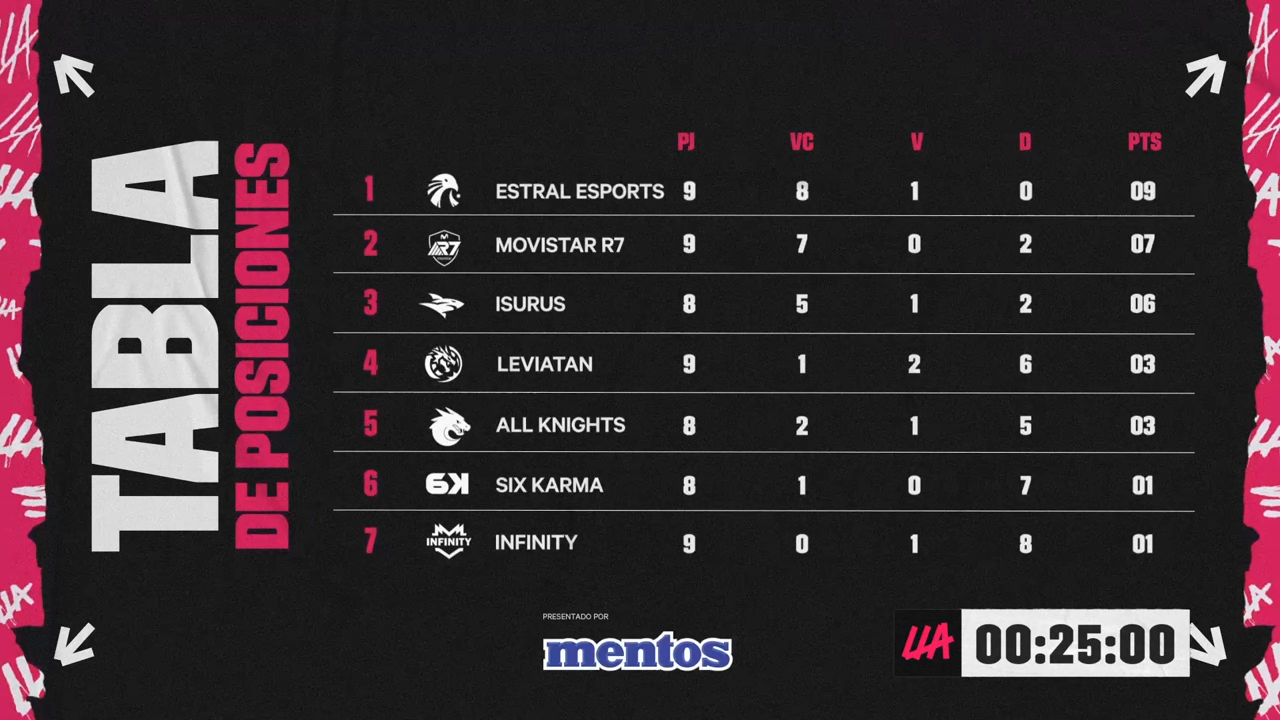 TABLA
DE POSICIONES
PJ VC V D PTS
1 ESTRAL ESPORTS 9 8 1 0 09
2 R7 MOVISTAR R7 9 7 0 2 07
3 ISURUS 8 5 1 2 06
4 LEVIATAN 9 1 2 6 03
5 ALL KNIGHTS 8 2 1 5 03
6 6K SIX KARMA 8 1 0 7 01
7 INFINITY INFINITY 9 0 1 8 01
PRESENTADO POR
mentos
LLA 00:25:00